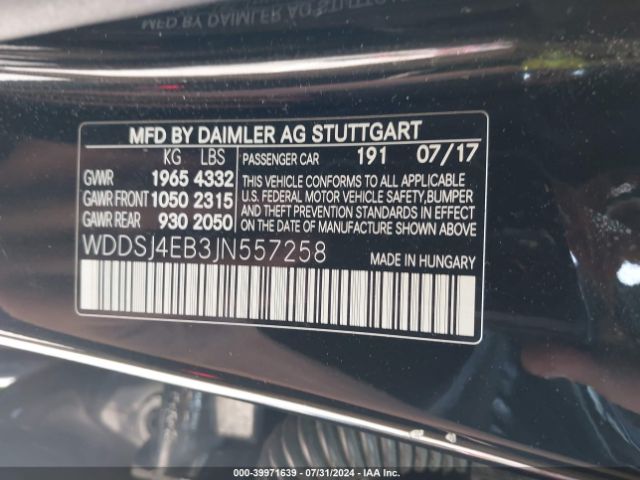 MFD BY DAIMLER AG STUTTGART
KG LBS PASSENGER CAR 191 07/17
GVWR 1965 4332
GAWR FRONT 1050 2315
GAWR REAR 930 2050
THIS VEHICLE CONFORMS TO ALL APPLICABLE
U.S. FEDERAL MOTOR VEHICLE SAFETY,BUMPER
AND THEFT PREVENTION STANDARDS IN EFFECT
ON THE DATE OF MANUFACTURE SHOWN ABOVE.
WDDSJ4EB3JN557258
MADE IN HUNGARY
000-39971639 - 07/31/2024 - IAA Inc.